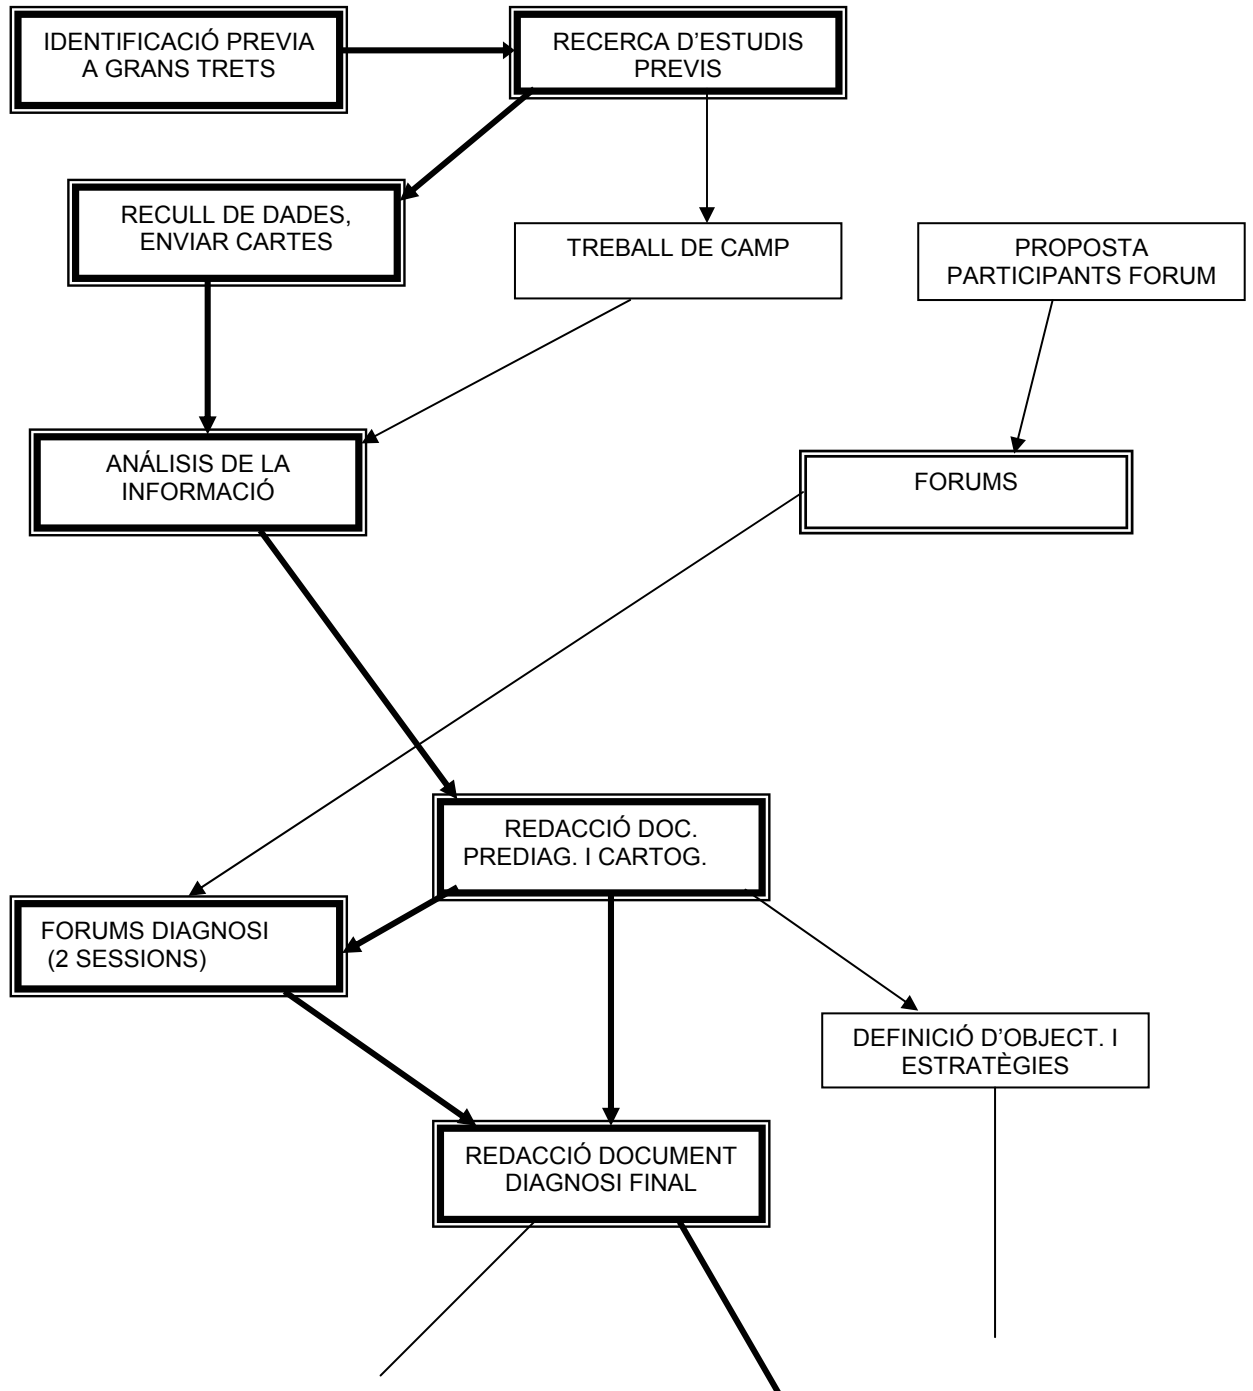 IDENTIFICACIÓ PREVIA
A GRANS TRETS
RECERCA D'ESTUDIS
PREVIS
RECULL DE DADES,
ENVIAR CARTES
TREBALL DE CAMP
PROPOSTA
PARTICIPANTS FORUM
ANÁLISIS DE LA
INFORMACIÓ
FORUMS
REDACCIÓ DOC.
PREDIAG. I CARTOG.
FORUMS DIAGNOSI
(2 SESSIONS)
DEFINICIÓ D'OBJECT. I
ESTRATÈGIES
REDACCIÓ DOCUMENT
DIAGNOSI FINAL